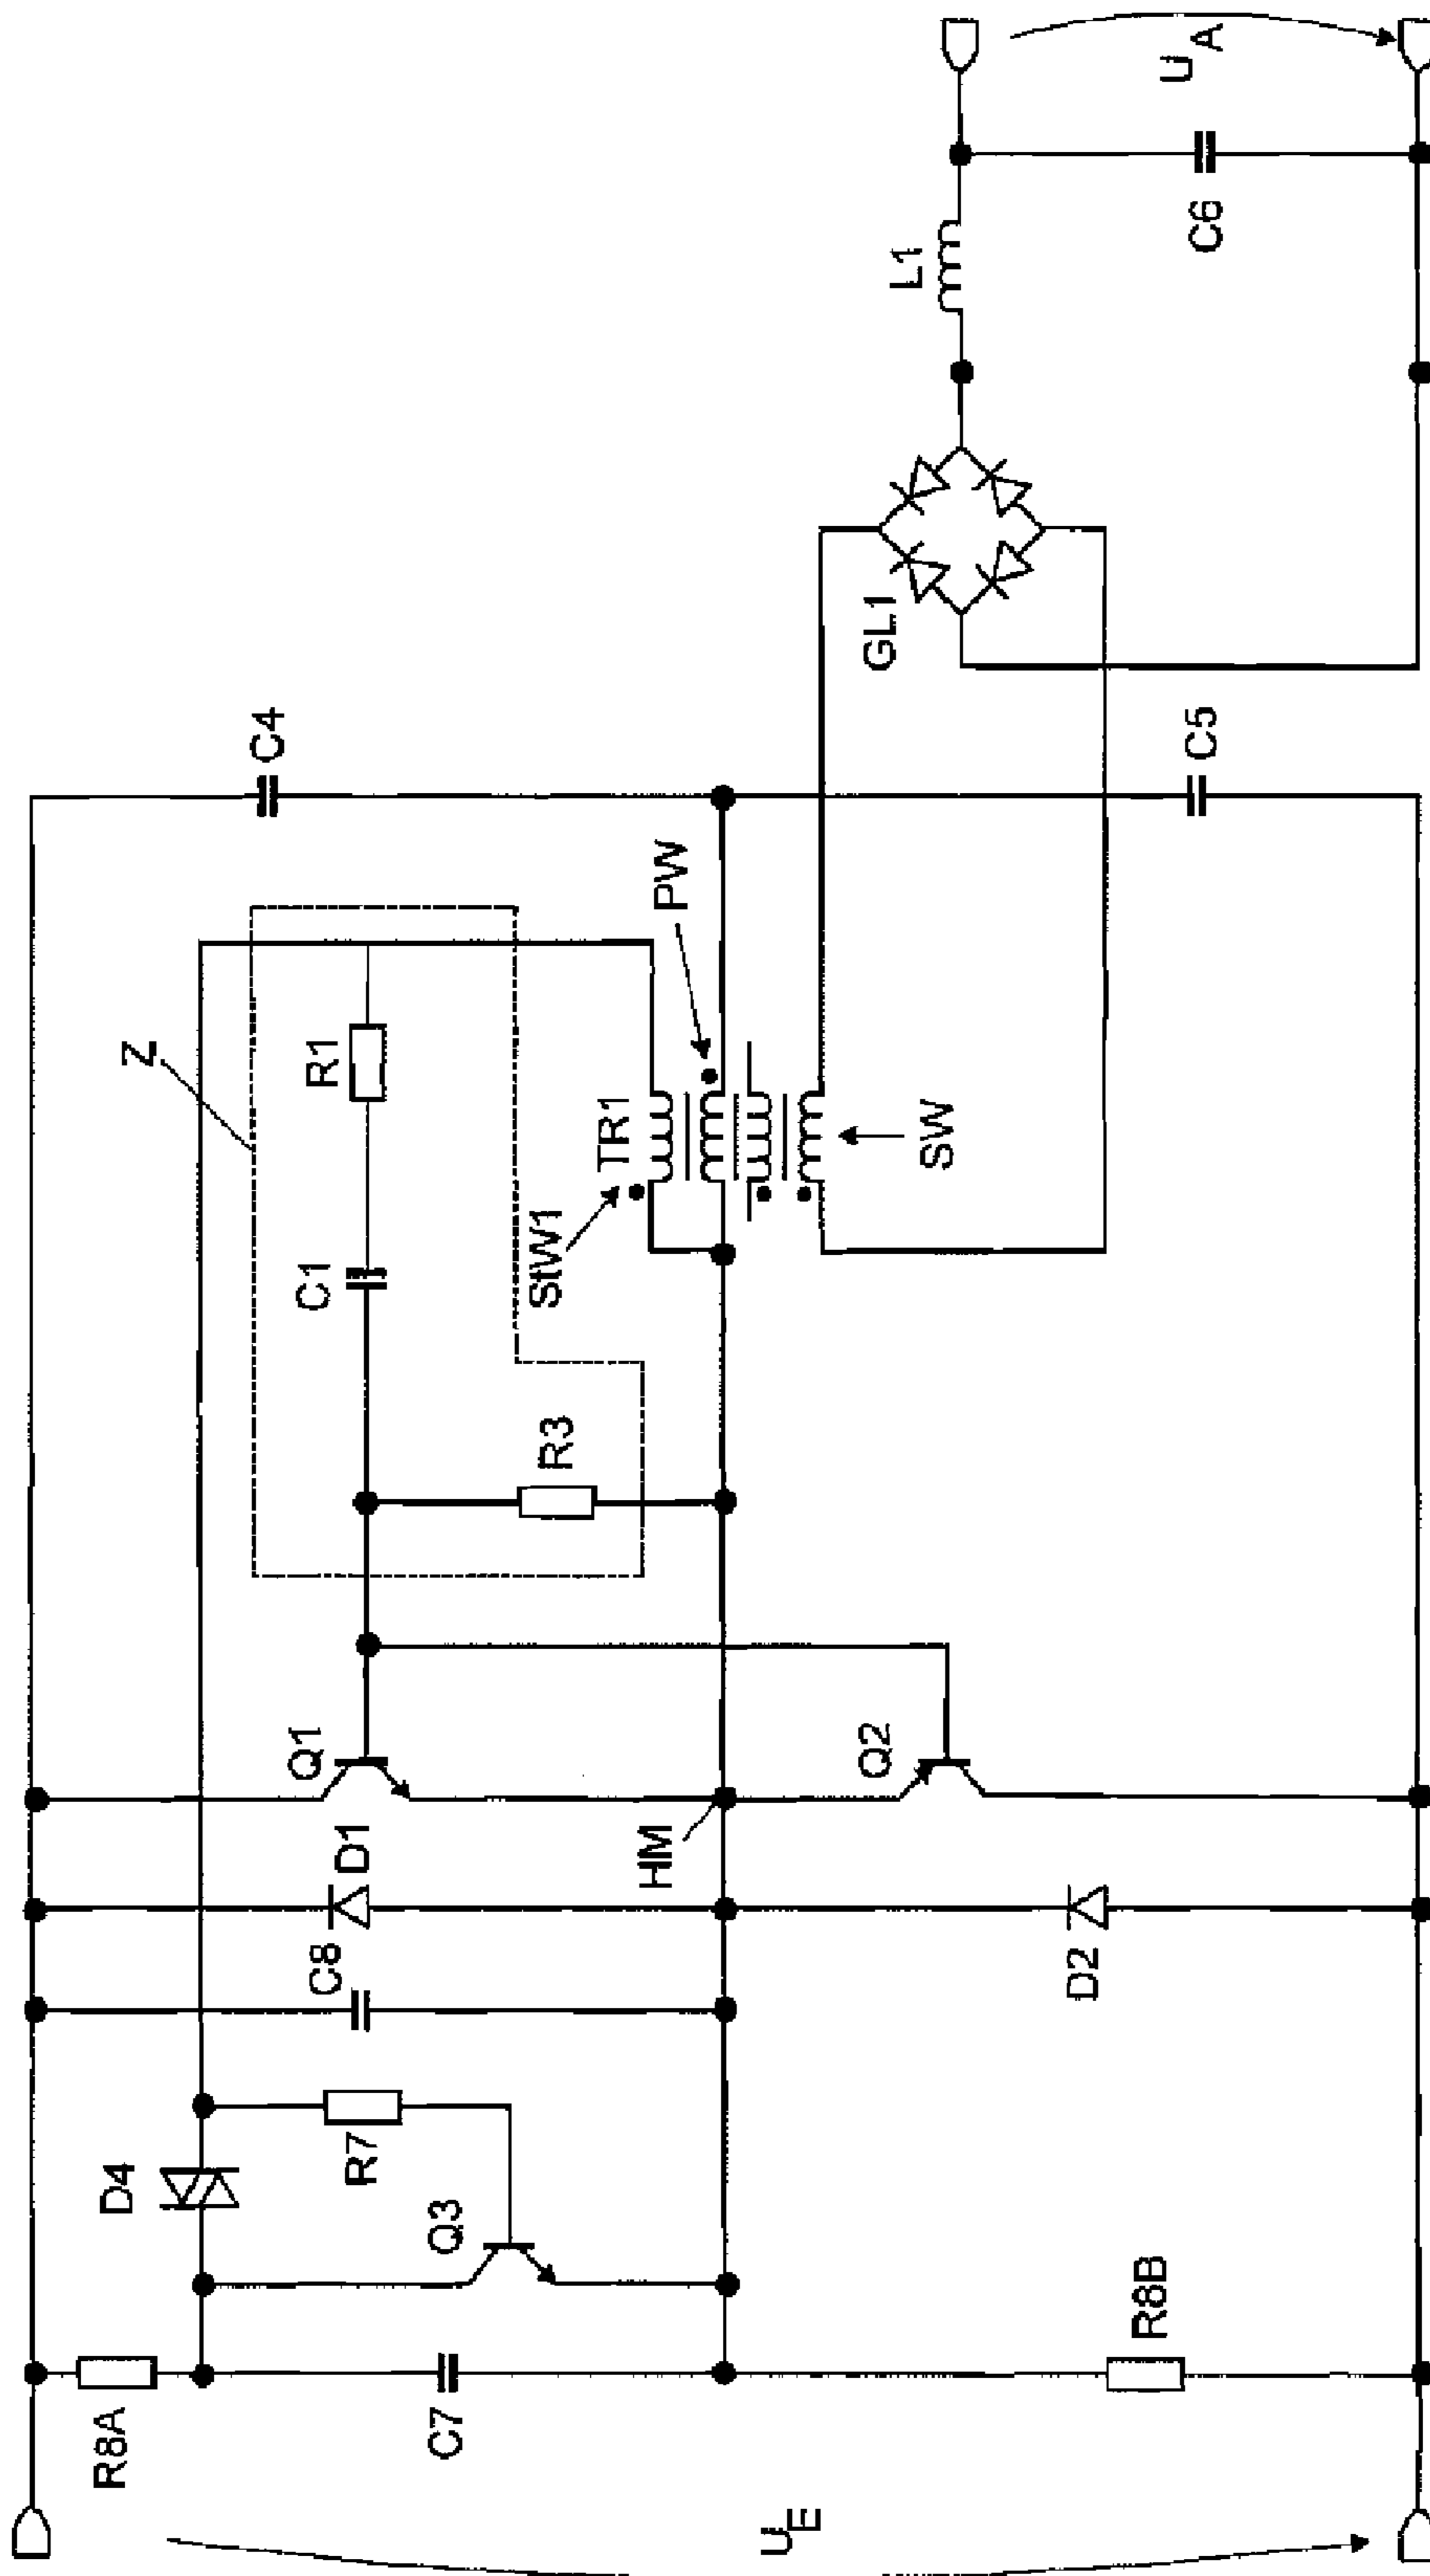 R8A
C7
R8B
U_E
D4
R7
Q3
C8
D1
D2
HM
Q1
Q2
Z
C1
R1
R3
StW1
TR1
PW
SW
C4
C5
GL1
L1
C6
U_A